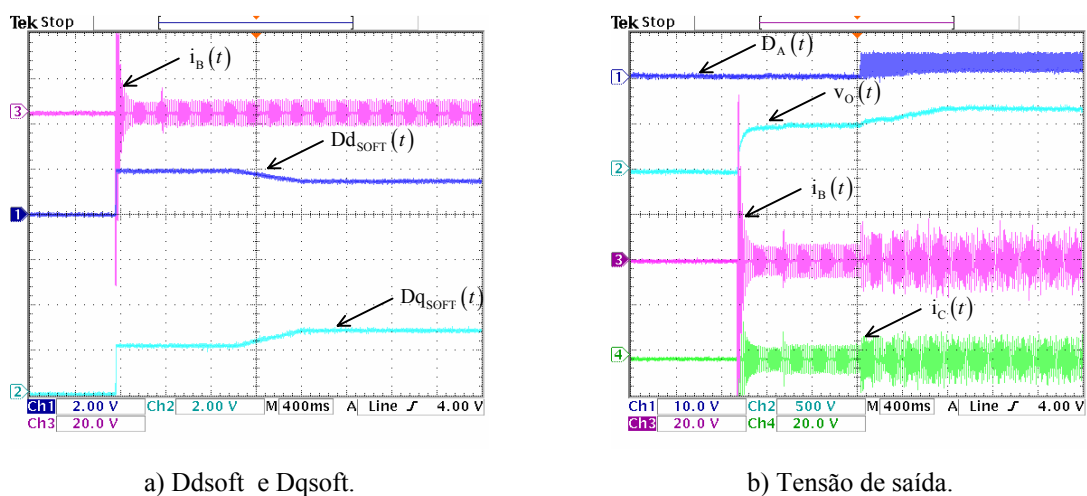 Tek Stop
i_B(t)
3
Dd_SOFT(t)
1
Dq_SOFT(t)
2
Ch1 2.00 V Ch2 2.00 V M 400ms A Line ʃ 4.00 V
Ch3 20.0 V
a) Ddsoft e Dqsoft.
Tek Stop
D_A(t)
1
v_O(t)
2
i_B(t)
3
i_C(t)
4
Ch1 10.0 V Ch2 500 V M 400ms A Line ʃ 4.00 V
Ch3 20.0 V Ch4 20.0 V
b) Tensão de saída.